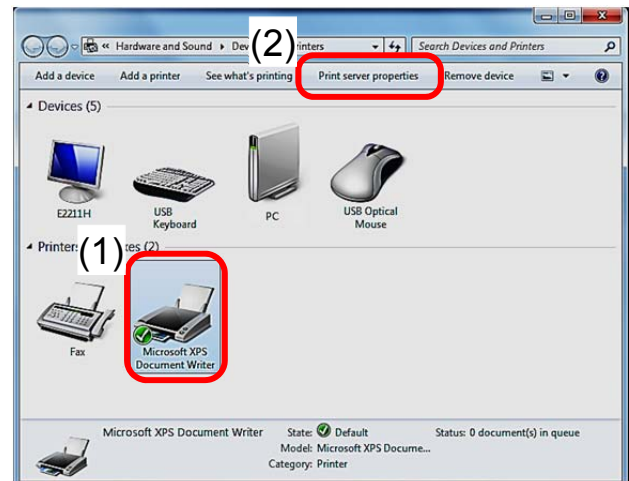 « Hardware and Sound ▸ Dev (2) inters Search Devices and Printers
Add a device Add a printer See what's printing Print server properties Remove device
Devices (5)
E2211H
USB
Keyboard
PC
USB Optical
Mouse
Printer (1) xes (2)
Fax
Microsoft XPS
Document Writer
Microsoft XPS Document Writer State: Default Status: 0 document(s) in queue
Model: Microsoft XPS Docume...
Category: Printer